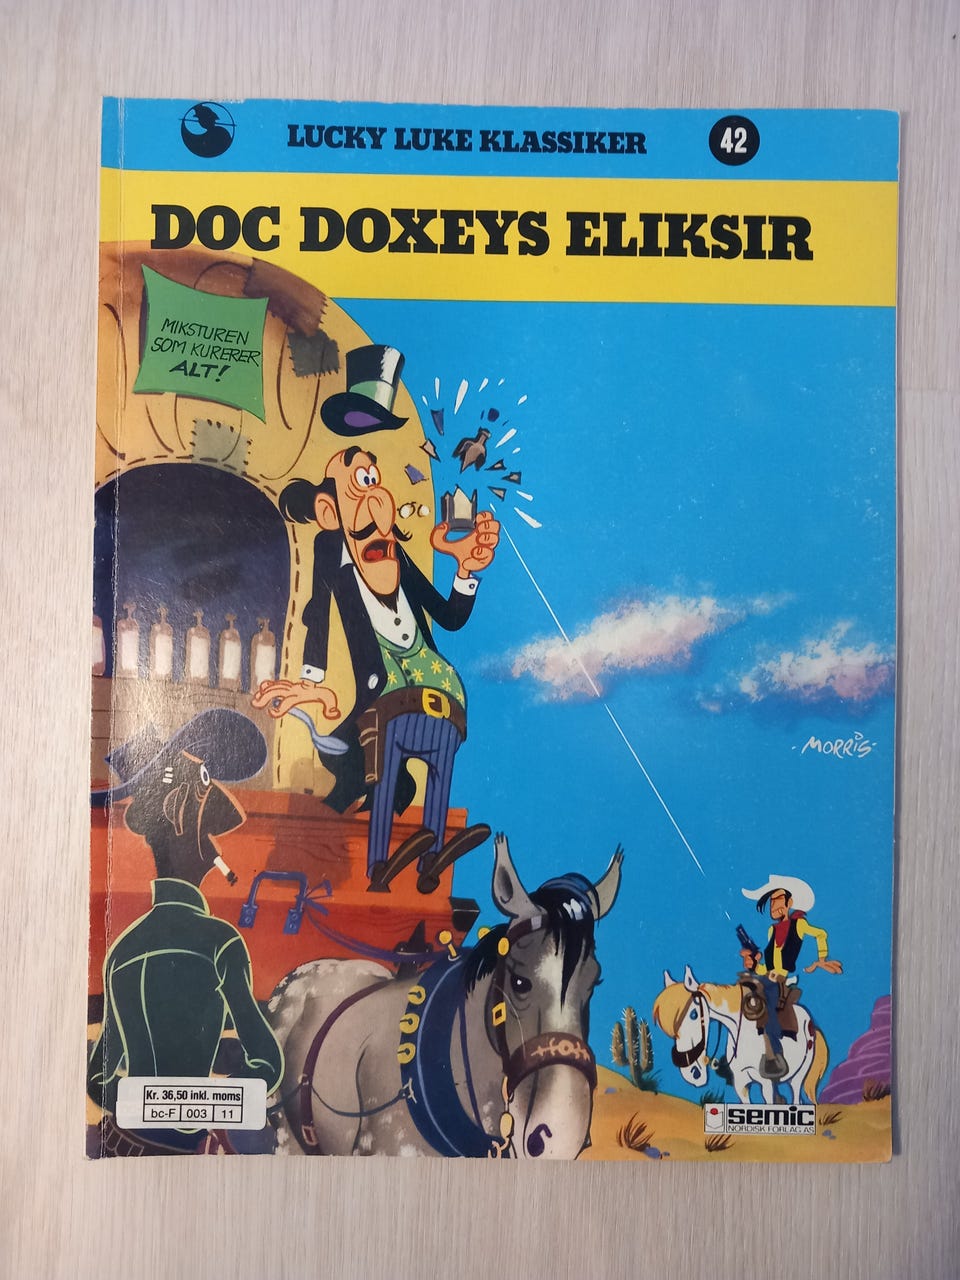 LUCKY LUKE KLASSIKER
42
DOC DOXEYS ELIKSIR
MIKSTUREN
SOM KURERER
ALT!
MORRIS
Kr. 36,50 inkl. moms
bc-F 003 11
semic
NORDISK FORLAG AS